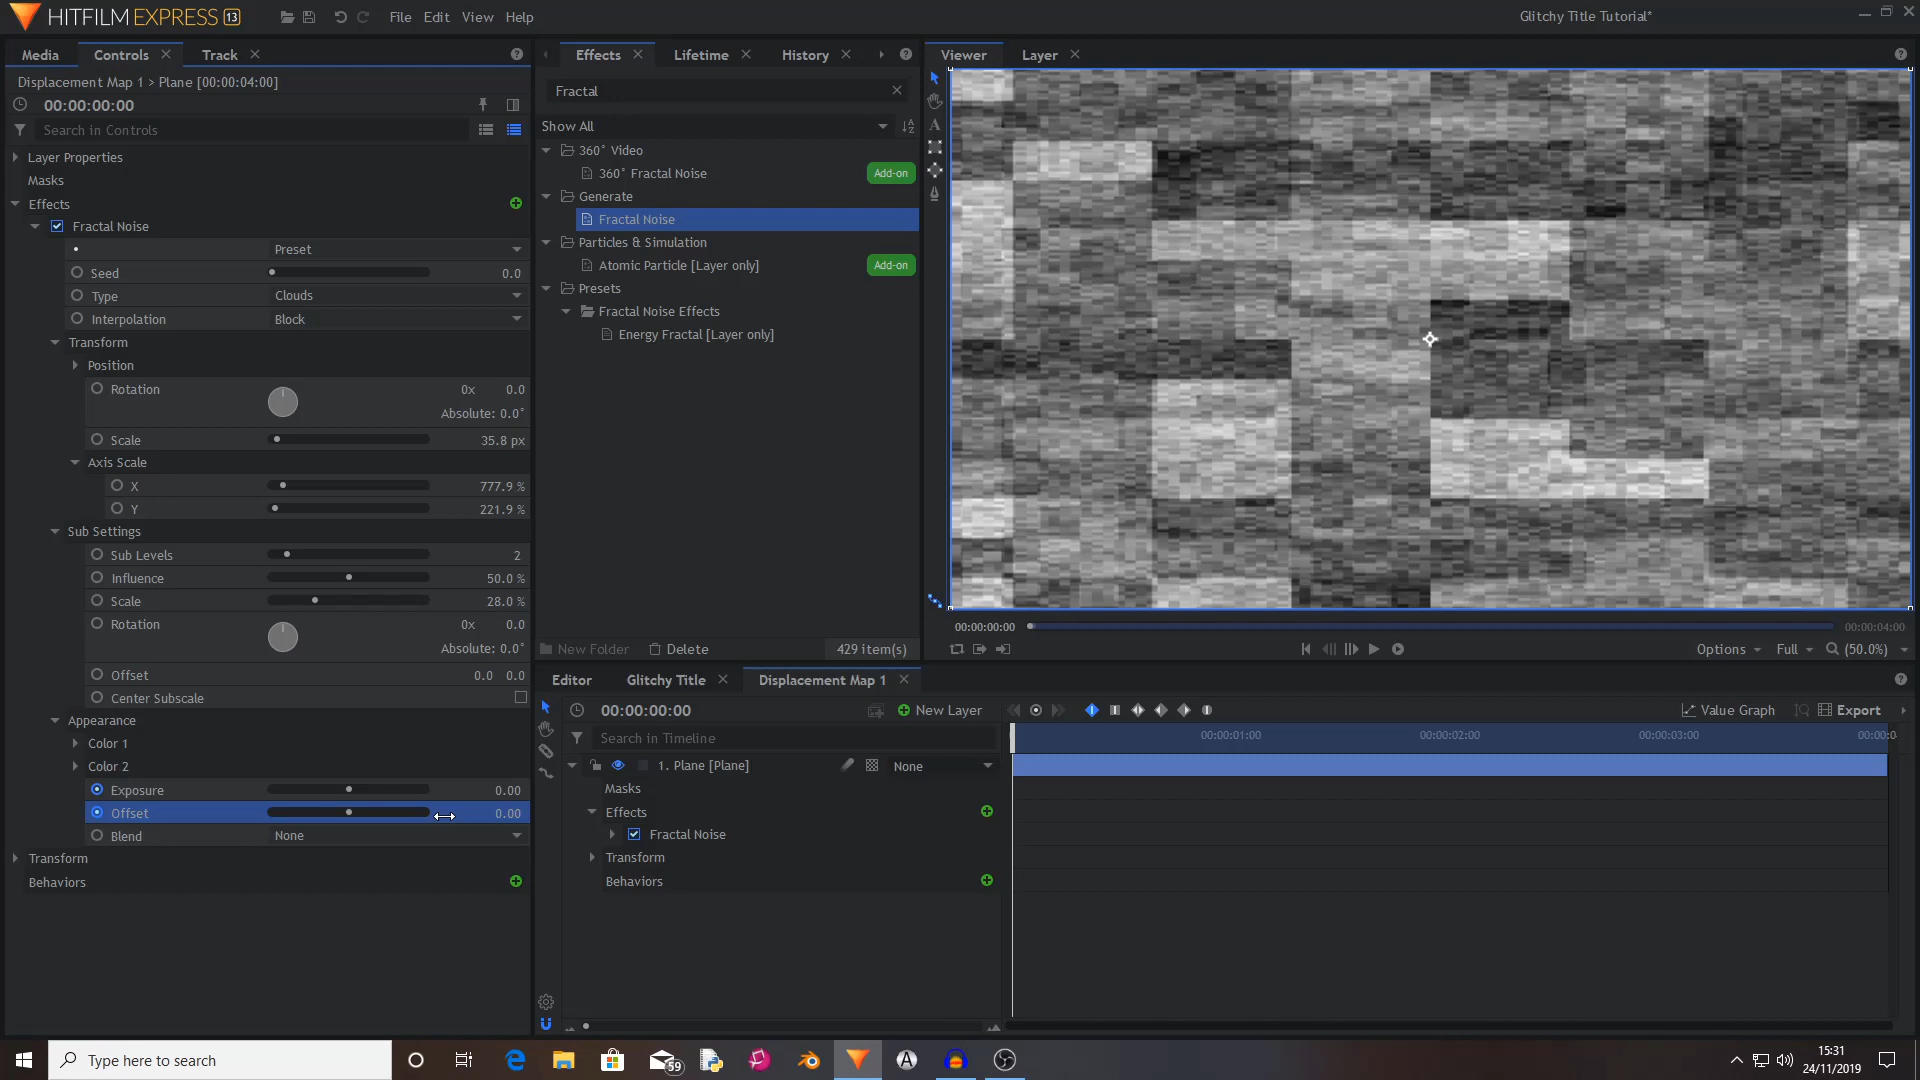 HITFILM EXPRESS 13
File Edit View Help
Glitchy Title Tutorial*
Media Controls Track
Displacement Map 1 > Plane [00:00:04:00]
00:00:00:00
Search in Controls
Layer Properties
Masks
Effects
Fractal Noise
Preset
Seed 0.0
Type Clouds
Interpolation Block
Transform
Position
Rotation 0x 0.0
Absolute: 0.0°
Scale 35.8 px
Axis Scale
X 777.9 %
Y 221.9 %
Sub Settings
Sub Levels 2
Influence 50.0 %
Scale 28.0 %
Rotation 0x 0.0
Absolute: 0.0°
Offset 0.0 0.0
Center Subscale
Appearance
Color 1
Color 2
Exposure 0.00
Offset 0.00
Blend None
Transform
Behaviors
Effects Lifetime History
Fractal
Show All
360° Video
360° Fractal Noise Add-on
Generate
Fractal Noise
Particles & Simulation
Atomic Particle [Layer only] Add-on
Presets
Fractal Noise Effects
Energy Fractal [Layer only]
New Folder Delete 429 item(s)
Viewer Layer
00:00:00:00 00:00:04:00
Options Full (50.0%)
Editor Glitchy Title Displacement Map 1
00:00:00:00 New Layer Value Graph Export
Search in Timeline
00:00:01:00 00:00:02:00 00:00:03:00 00:00:0
1. Plane [Plane] None
Masks
Effects
Fractal Noise
Transform
Behaviors
Type here to search
59
15:31
24/11/2019